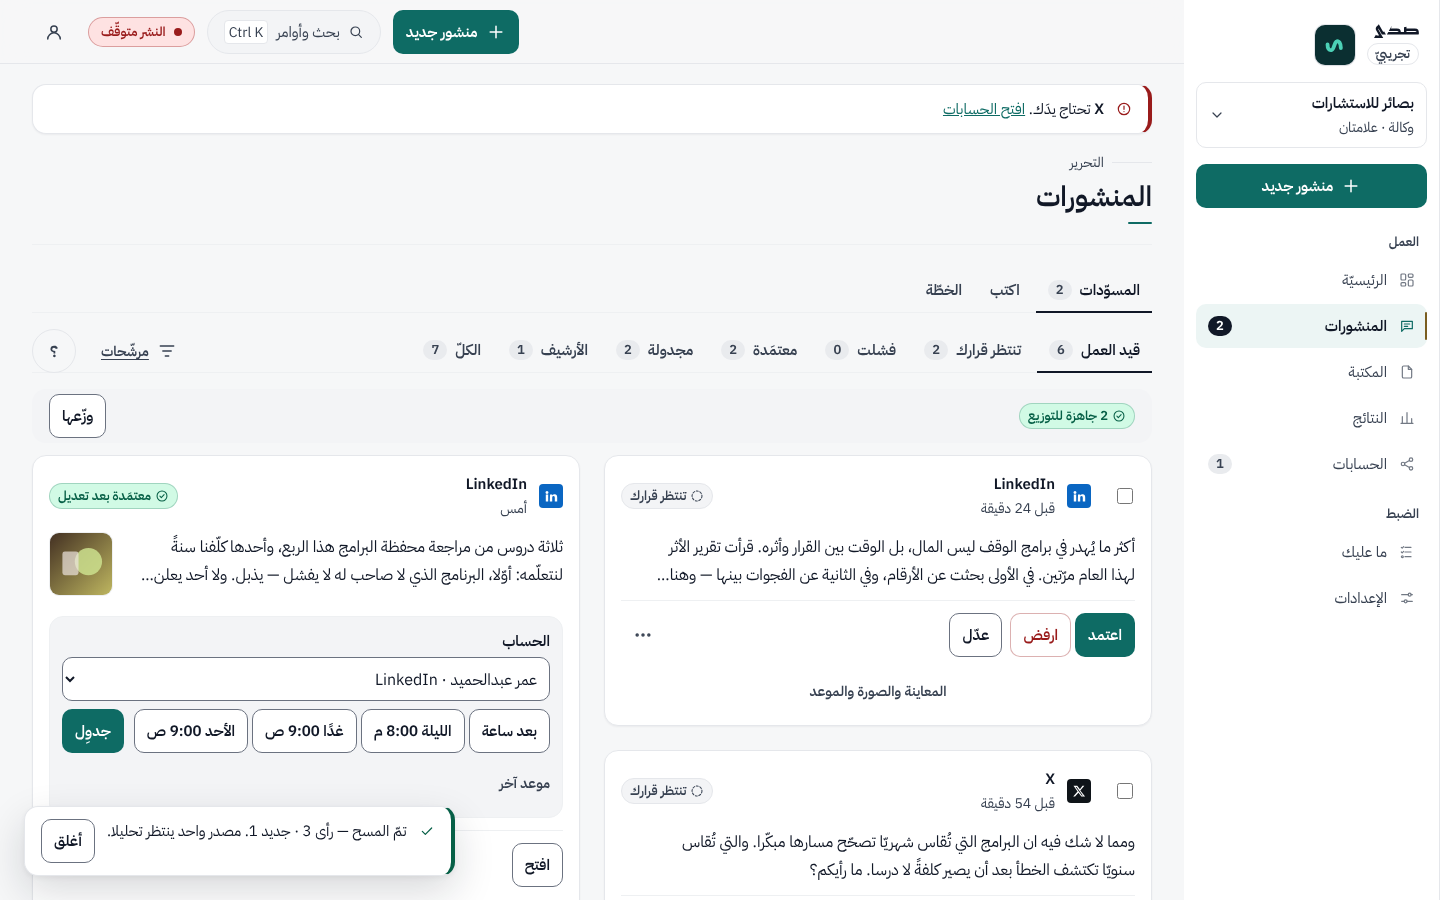 صدى
تجريبيّ
بصائر للاستشارات
وكالة · علامتان
منشور جديد
العمل
الرئيسيّة
المنشورات 2
المكتبة
النتائج
الحسابات 1
الضبط
ما عليك
الإعدادات
منشور جديد
بحث وأوامر Ctrl K
النشر متوقّف
X تحتاج يدَك. افتح الحسابات
التحرير
المنشورات
المسوّدات 2 اكتب الخطّة
قيد العمل 6 تنتظر قرارك 2 فشلت 0 معتمَدة 2 مجدولة 2 الأرشيف 1 الكلّ 7 مرشّحات ؟
2 جاهزة للتوزيع وزّعها
LinkedIn
قبل 24 دقيقة
تنتظر قرارك
أكثر ما يُهدر في برامج الوقف ليس المال، بل الوقت بين القرار وأثره. قرأت تقرير الأثر
لهذا العام مرّتين. في الأولى بحثت عن الأرقام، وفي الثانية عن الفجوات بينها — وهنا…
اعتمد ارفض عدّل
المعاينة والصورة والموعد
X
قبل 54 دقيقة
تنتظر قرارك
ومما لا شك فيه ان البرامج التي تُقاس شهريّا تصحّح مسارها مبكّرا. والتي تُقاس
سنويّا تكتشف الخطأ بعد أن يصير كلفةً لا درسا. ما رأيكم؟
LinkedIn
أمس
معتمَدة بعد تعديل
ثلاثة دروس من مراجعة محفظة البرامج هذا الربع، وأحدها كلّفنا سنةً
لنتعلّمه: أوّلا، البرنامج الذي لا صاحب له لا يفشل — يذبل. ولا أحد يعلن…
الحساب
عمر عبدالحميد · LinkedIn
بعد ساعة الليلة 8:00 م غدًا 9:00 ص الأحد 9:00 ص جدوِل
موعد آخر
افتح
تمّ المسح — رأى 3 · جديد 1. مصدر واحد ينتظر تحليلا.
أغلق